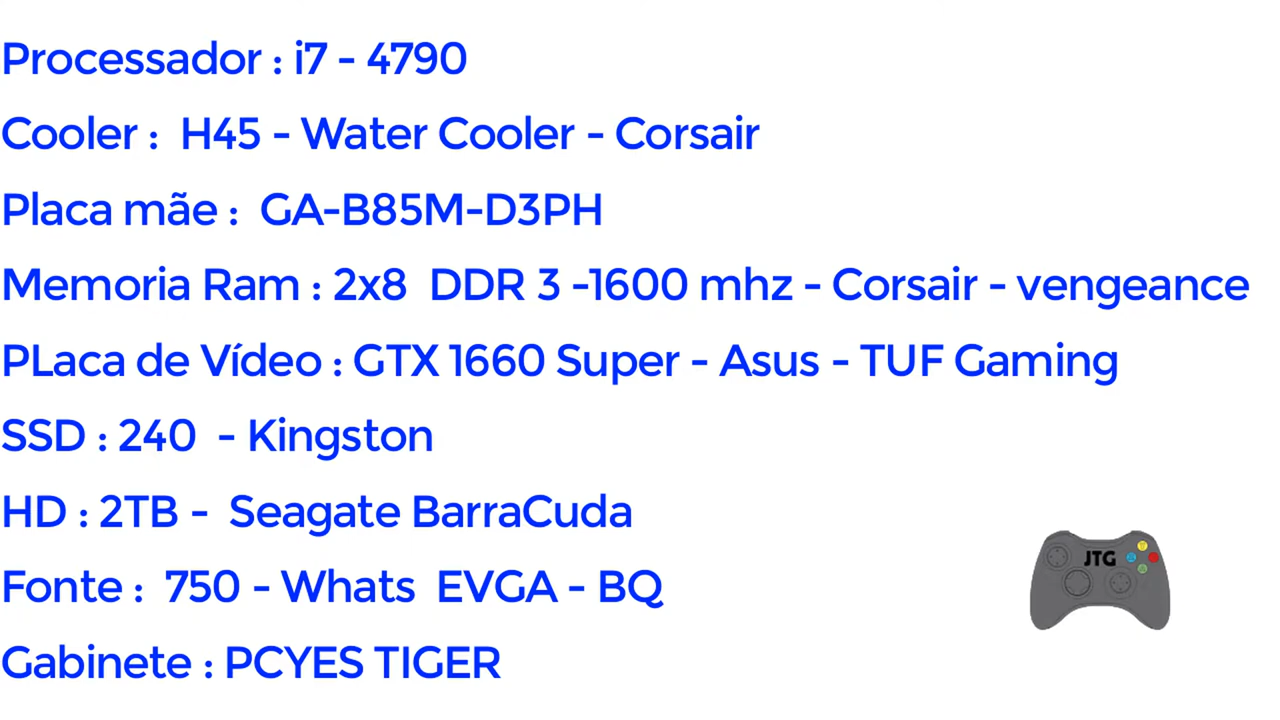 Processador : i7 - 4790
Cooler : H45 - Water Cooler - Corsair
Placa mãe : GA-B85M-D3PH
Memoria Ram : 2x8 DDR 3 -1600 mhz - Corsair - vengeance
PLaca de Vídeo : GTX 1660 Super - Asus - TUF Gaming
SSD : 240 - Kingston
HD : 2TB - Seagate BarraCuda
JTG
Fonte : 750 - Whats EVGA - BQ
Gabinete : PCYES TIGER